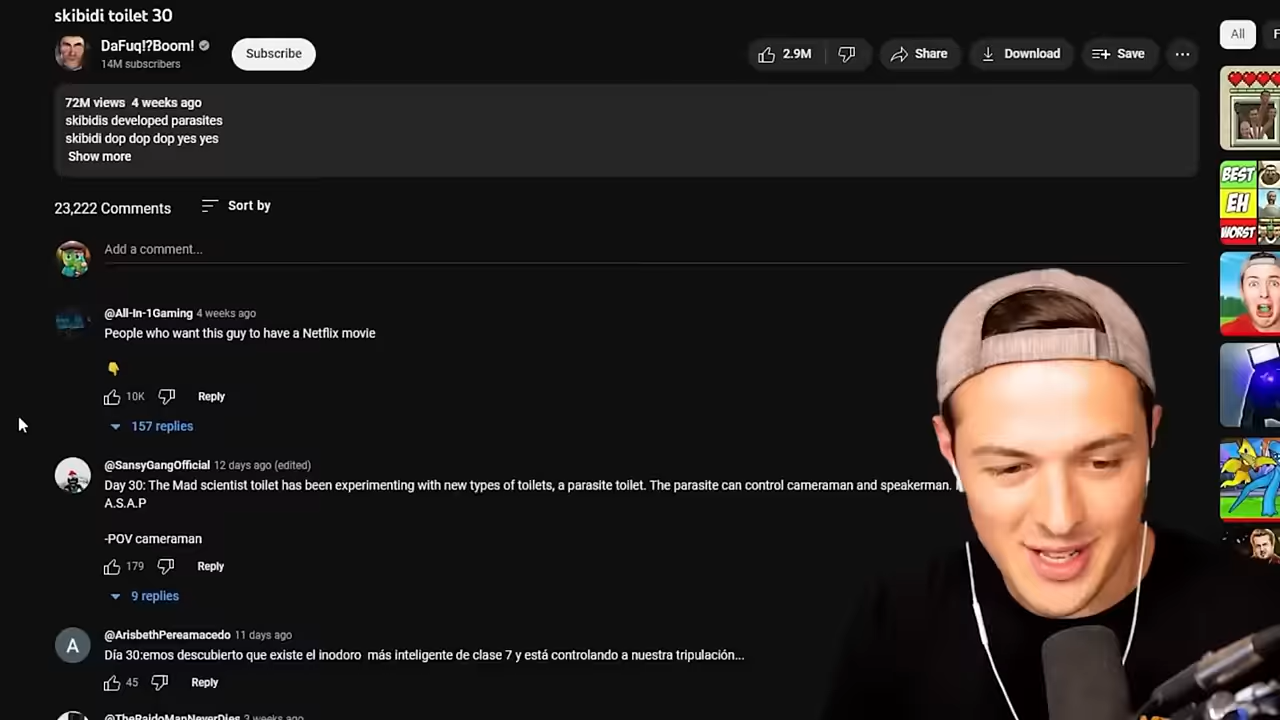 skibidi toilet 30
DaFuq!?Boom!
14M subscribers
Subscribe
2.9M
Share
Download
Save
All
72M views 4 weeks ago
skibidis developed parasites
skibidi dop dop dop yes yes
Show more
BEST
EH
WORST
23,222 Comments
Sort by
Add a comment...
@All-In-1Gaming 4 weeks ago
People who want this guy to have a Netflix movie
10K
Reply
157 replies
@SansyGangOfficial 12 days ago (edited)
Day 30: The Mad scientist toilet has been experimenting with new types of toilets, a parasite toilet. The parasite can control cameraman and speakerman.
A.S.A.P
-POV cameraman
179
Reply
9 replies
A
@ArisbethPereamacedo 11 days ago
Día 30:emos descubierto que existe el inodoro más inteligente de clase 7 y está controlando a nuestra tripulación...
45
Reply
@TheRaidoManNeverDies 3 weeks ago